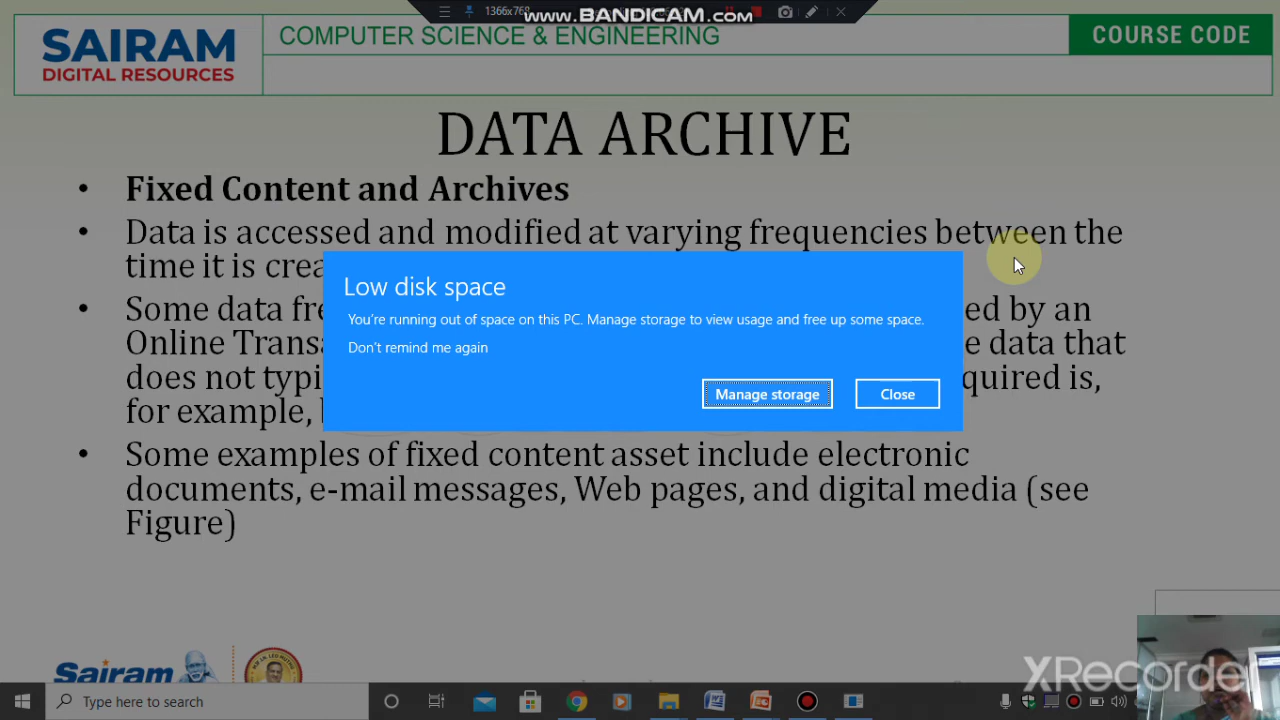 1366x768
www.BANDICAM.com
SAIRAM
DIGITAL RESOURCES
COMPUTER SCIENCE & ENGINEERING
COURSE CODE
DATA ARCHIVE
• Fixed Content and Archives
• Data is accessed and modified at varying frequencies between the
time it is
• Some data ed by an
Online e data that
does not quired is,
for example,
Low disk space
You're running out of space on this PC. Manage storage to view usage and free up some space.
Don't remind me again
Manage storage
Close
• Some examples of fixed content asset include electronic
documents, e-mail messages, Web pages, and digital media (see
Figure)
Sairam
XRecorder
Type here to search